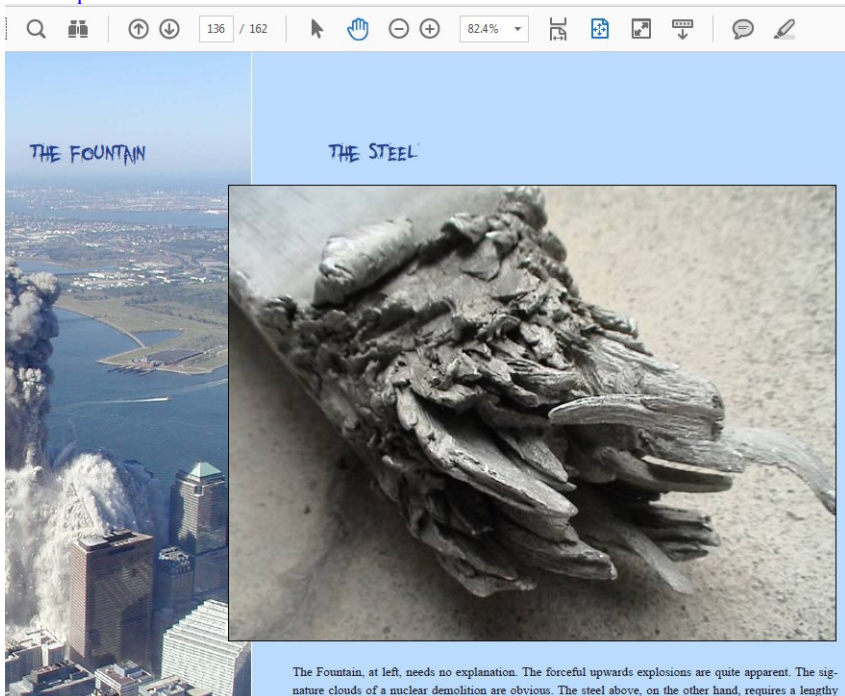 136 / 162
82.4%
THE FOUNTAIN
THE STEEL
The Fountain, at left, needs no explanation. The forceful upwards explosions are quite apparent. The sig-
nature clouds of a nuclear demolition are obvious. The steel above, on the other hand, requires a lengthy